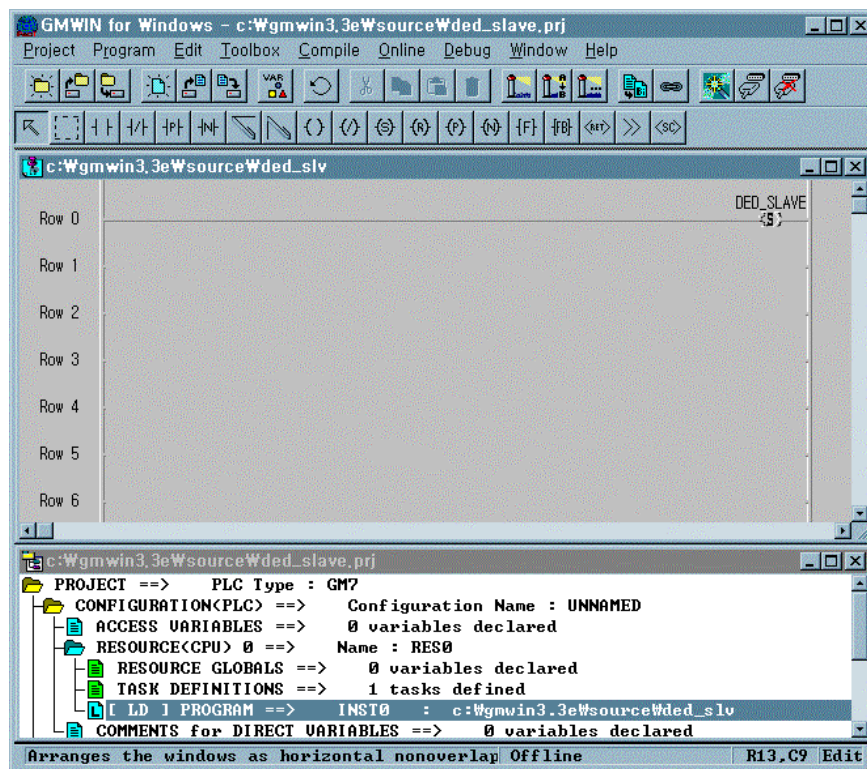 GMWIN for Windows - c:₩gmwin3,3e₩source₩ded_slave,prj
Project Program Edit Toolbox Compile Online Debug Window Help
VAR
P N
( ) (/) (S) (R) (P) (N) {F} {FB} <RET> >> <SC>
c:₩gmwin3,3e₩source₩ded_slv
DED_SLAVE
Row 0 (S)
Row 1
Row 2
Row 3
Row 4
Row 5
Row 6
c:₩gmwin3,3e₩source₩ded_slave,prj
PROJECT ==> PLC Type : GM7
CONFIGURATION(PLC) ==> Configuration Name : UNNAMED
ACCESS VARIABLES ==> 0 variables declared
RESOURCE(CPU) 0 ==> Name : RES0
RESOURCE GLOBALS ==> 0 variables declared
TASK DEFINITIONS ==> 1 tasks defined
L [ LD ] PROGRAM ==> INST0 : c:₩gmwin3.3e₩source₩ded_slv
COMMENTS for DIRECT VARIABLES ==> 0 variables declared
Arranges the windows as horizontal nonoverlap Offline R13,C9 Edit